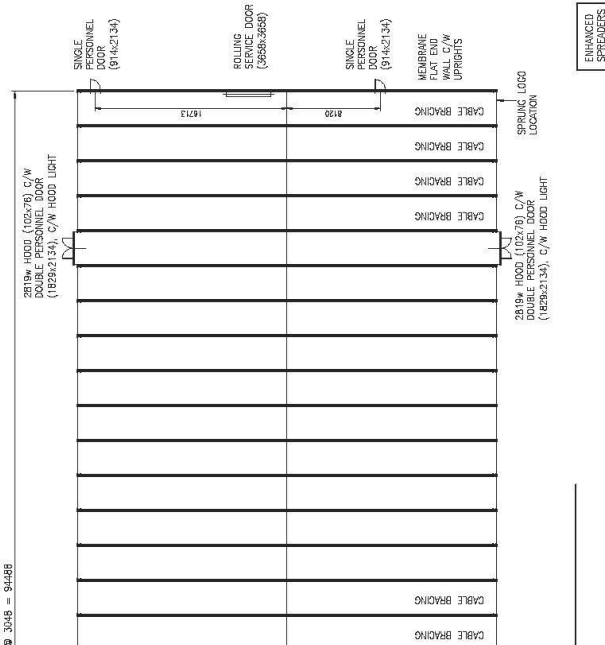 SINGLE
PERSONNEL
DOOR
(914x2134)
ROLLING
SERVICE DOOR
(3658x3658)
SINGLE
PERSONNEL
DOOR
(914x2134)
MEMBRANE
FLAT END
WALL C/W
UPRIGHTS
ENHANCED
SPREADERS
SPRUNG LOGO
LOCATION
16713
8120
CABLE BRACING
CABLE BRACING
CABLE BRACING
CABLE BRACING
2819w HOOD (102x76) C/W
DOUBLE PERSONNEL DOOR
(1829x2134), C/W HOOD LIGHT
2819w HOOD (102x76) C/W
DOUBLE PERSONNEL DOOR
(1829x2134), C/W HOOD LIGHT
@ 3048 = 94488
CABLE BRACING
CABLE BRACING